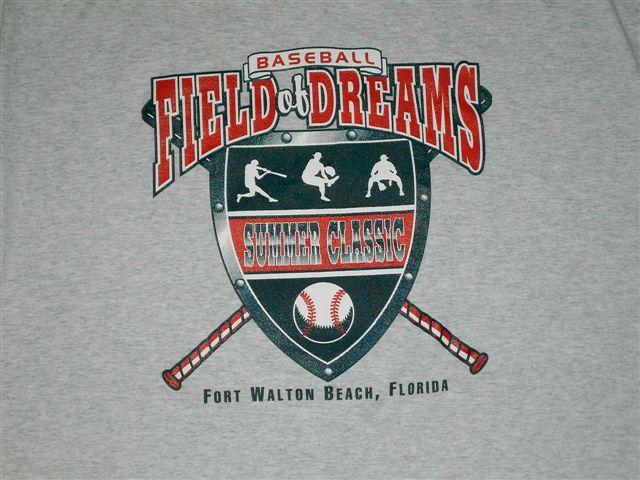 BASEBALL
FIELD of DREAMS
SUMMER CLASSIC
FORT WALTON BEACH, FLORIDA